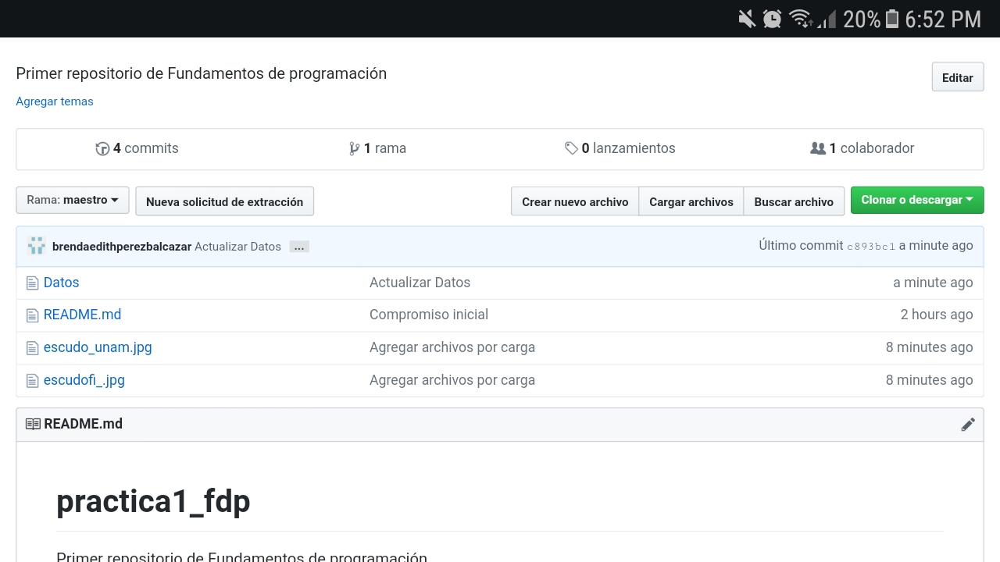 20% 6:52 PM
Primer repositorio de Fundamentos de programación
Editar
Agregar temas
4 commits 1 rama 0 lanzamientos 1 colaborador
Rama: maestro Nueva solicitud de extracción Crear nuevo archivo Cargar archivos Buscar archivo Clonar o descargar
brendaedithperezbalcazar Actualizar Datos ... Último commit c893bc1 a minute ago
Datos Actualizar Datos a minute ago
README.md Compromiso inicial 2 hours ago
escudo_unam.jpg Agregar archivos por carga 8 minutes ago
escudofi_.jpg Agregar archivos por carga 8 minutes ago
README.md
practica1_fdp
Primer repositorio de Fundamentos de programación